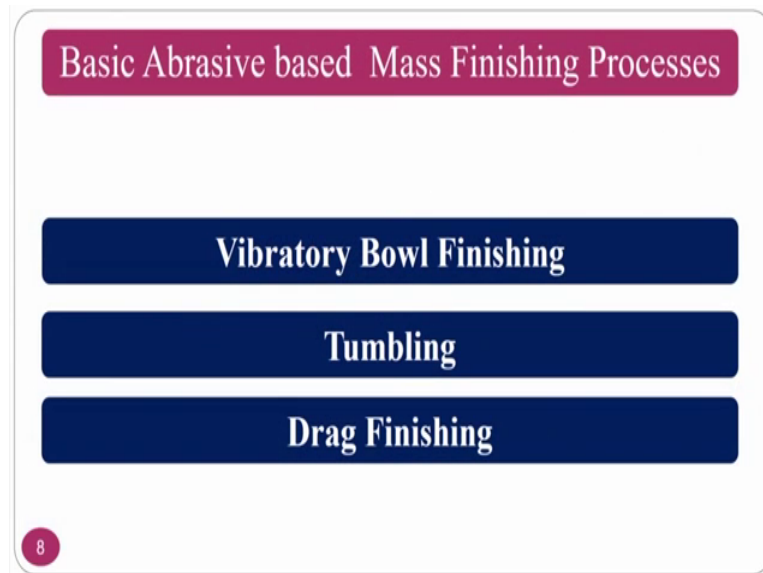 Basic Abrasive based Mass Finishing Processes
Vibratory Bowl Finishing
Tumbling
Drag Finishing
8